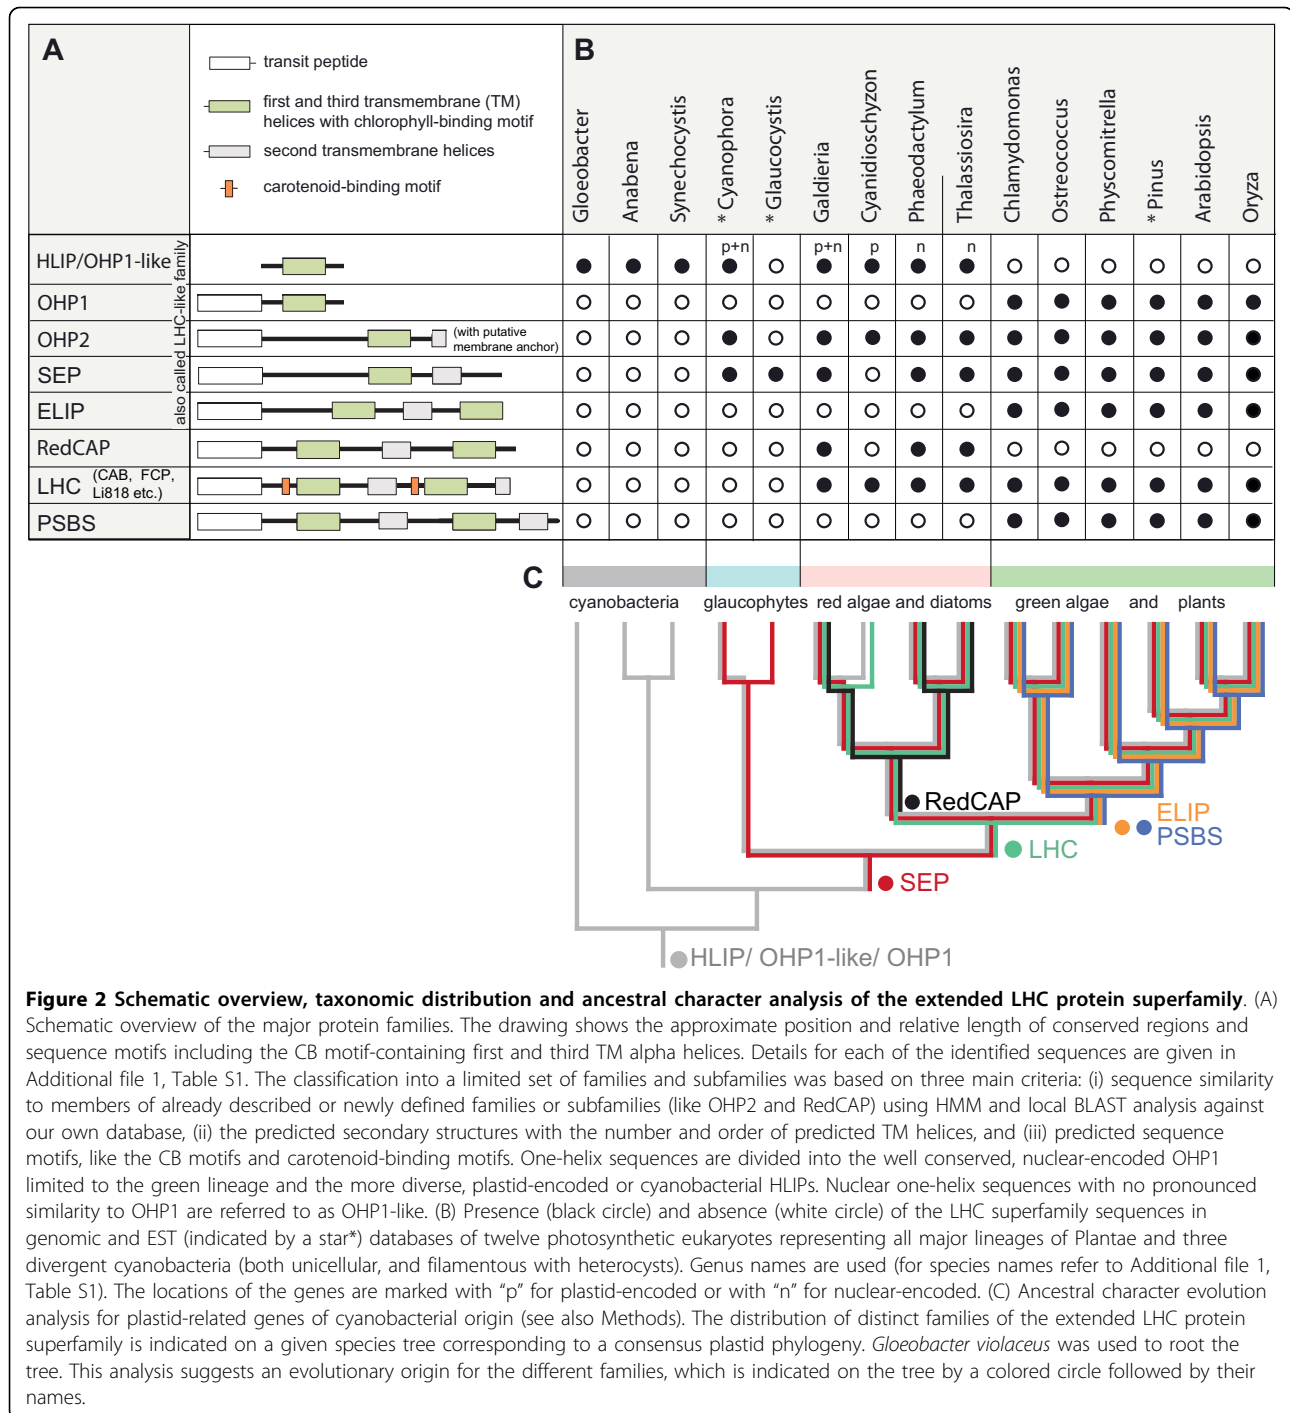 A
transit peptide
first and third transmembrane (TM)
helices with chlorophyll-binding motif
second transmembrane helices
carotenoid-binding motif
B
Gloeobacter
Anabena
Synechocystis
* Cyanophora
* Glaucocystis
Galdieria
Cyanidioschyzon
Phaeodactylum
Thalassiosira
Chlamydomonas
Ostreococcus
Physcomitrella
* Pinus
Arabidopsis
Oryza
also called LHC-like family
HLIP/OHP1-like
p+n
p+n
p
n
n
OHP1
OHP2
(with putative
membrane anchor)
SEP
ELIP
RedCAP
LHC (CAB, FCP,
Li818 etc.)
PSBS
C
cyanobacteria
glaucophytes
red algae and diatoms
green algae and plants
RedCAP
ELIP
PSBS
LHC
SEP
HLIP/ OHP1-like/ OHP1
Figure 2 Schematic overview, taxonomic distribution and ancestral character analysis of the extended LHC protein superfamily. (A)
Schematic overview of the major protein families. The drawing shows the approximate position and relative length of conserved regions and
sequence motifs including the CB motif-containing first and third TM alpha helices. Details for each of the identified sequences are given in
Additional file 1, Table S1. The classification into a limited set of families and subfamilies was based on three main criteria: (i) sequence similarity
to members of already described or newly defined families or subfamilies (like OHP2 and RedCAP) using HMM and local BLAST analysis against
our own database, (ii) the predicted secondary structures with the number and order of predicted TM helices, and (iii) predicted sequence
motifs, like the CB motifs and carotenoid-binding motifs. One-helix sequences are divided into the well conserved, nuclear-encoded OHP1
limited to the green lineage and the more diverse, plastid-encoded or cyanobacterial HLIPs. Nuclear one-helix sequences with no pronounced
similarity to OHP1 are referred to as OHP1-like. (B) Presence (black circle) and absence (white circle) of the LHC superfamily sequences in
genomic and EST (indicated by a star*) databases of twelve photosynthetic eukaryotes representing all major lineages of Plantae and three
divergent cyanobacteria (both unicellular, and filamentous with heterocysts). Genus names are used (for species names refer to Additional file 1,
Table S1). The locations of the genes are marked with “p” for plastid-encoded or with “n” for nuclear-encoded. (C) Ancestral character evolution
analysis for plastid-related genes of cyanobacterial origin (see also Methods). The distribution of distinct families of the extended LHC protein
superfamily is indicated on a given species tree corresponding to a consensus plastid phylogeny. Gloeobacter violaceus was used to root the
tree. This analysis suggests an evolutionary origin for the different families, which is indicated on the tree by a colored circle followed by their
names.